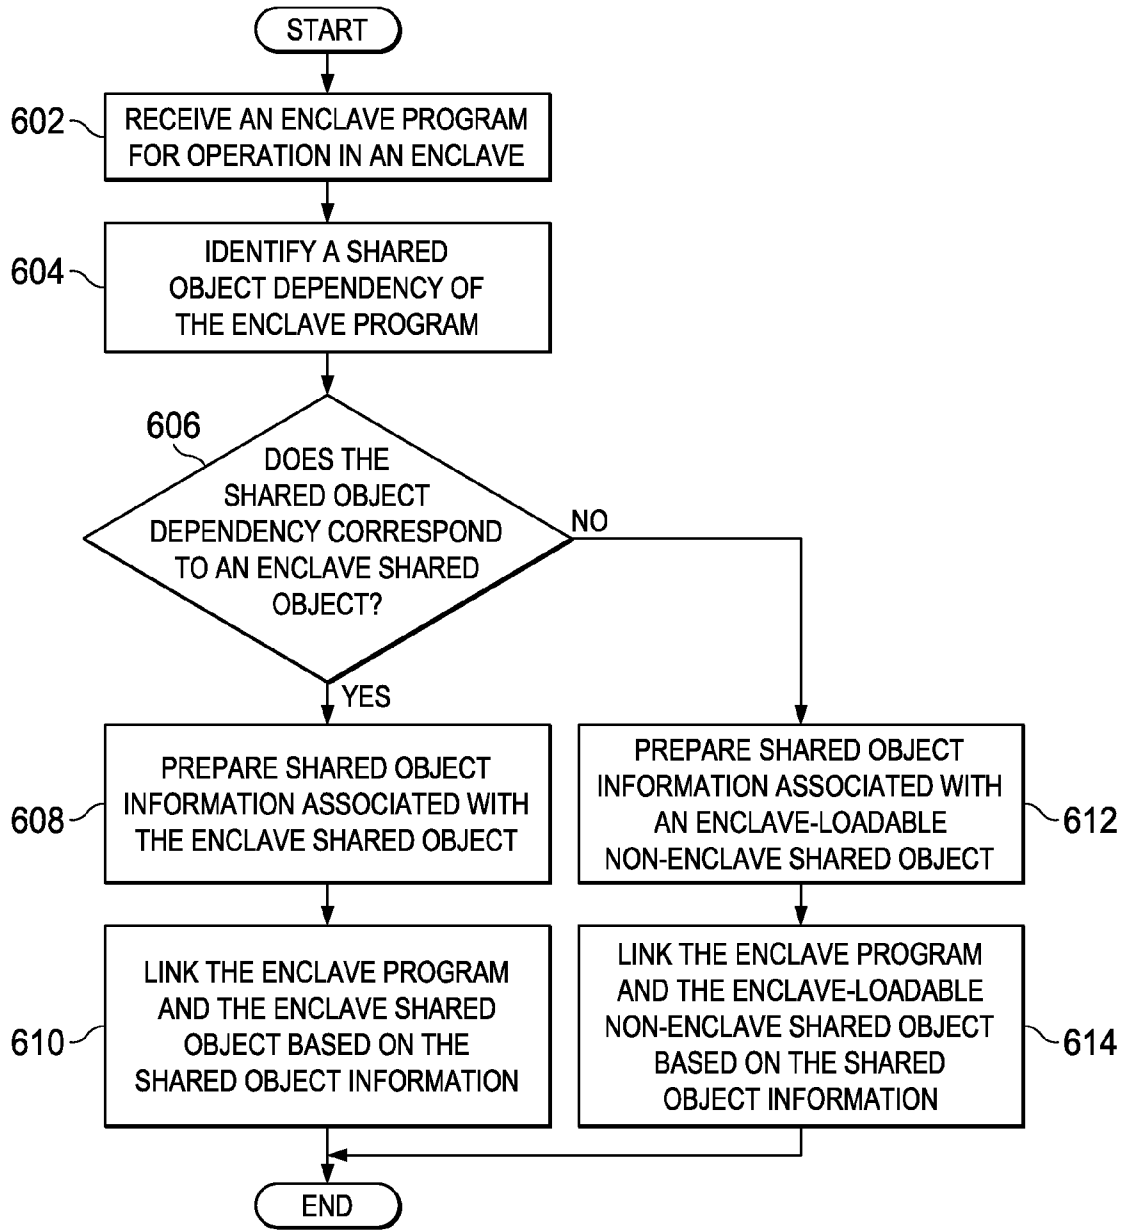 START
602
RECEIVE AN ENCLAVE PROGRAM
FOR OPERATION IN AN ENCLAVE
604
IDENTIFY A SHARED
OBJECT DEPENDENCY OF
THE ENCLAVE PROGRAM
606
DOES THE
SHARED OBJECT
DEPENDENCY CORRESPOND
TO AN ENCLAVE SHARED
OBJECT?
NO
YES
608
PREPARE SHARED OBJECT
INFORMATION ASSOCIATED WITH
THE ENCLAVE SHARED OBJECT
PREPARE SHARED OBJECT
INFORMATION ASSOCIATED WITH
AN ENCLAVE-LOADABLE
NON-ENCLAVE SHARED OBJECT
612
610
LINK THE ENCLAVE PROGRAM
AND THE ENCLAVE SHARED
OBJECT BASED ON THE
SHARED OBJECT INFORMATION
LINK THE ENCLAVE PROGRAM
AND THE ENCLAVE-LOADABLE
NON-ENCLAVE SHARED OBJECT
BASED ON THE SHARED
OBJECT INFORMATION
614
END